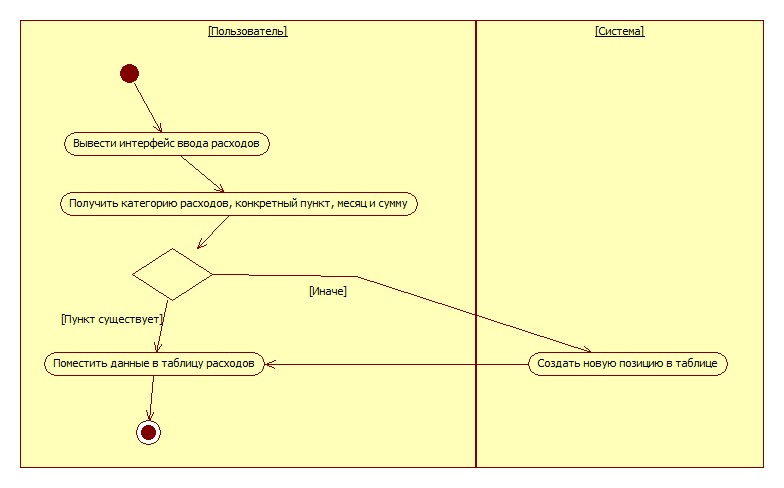 [Пользователь]
[Система]
Вывести интерфейс ввода расходов
Получить категорию расходов, конкретный пункт, месяц и сумму
[Иначе]
[Пункт существует]
Поместить данные в таблицу расходов
Создать новую позицию в таблице